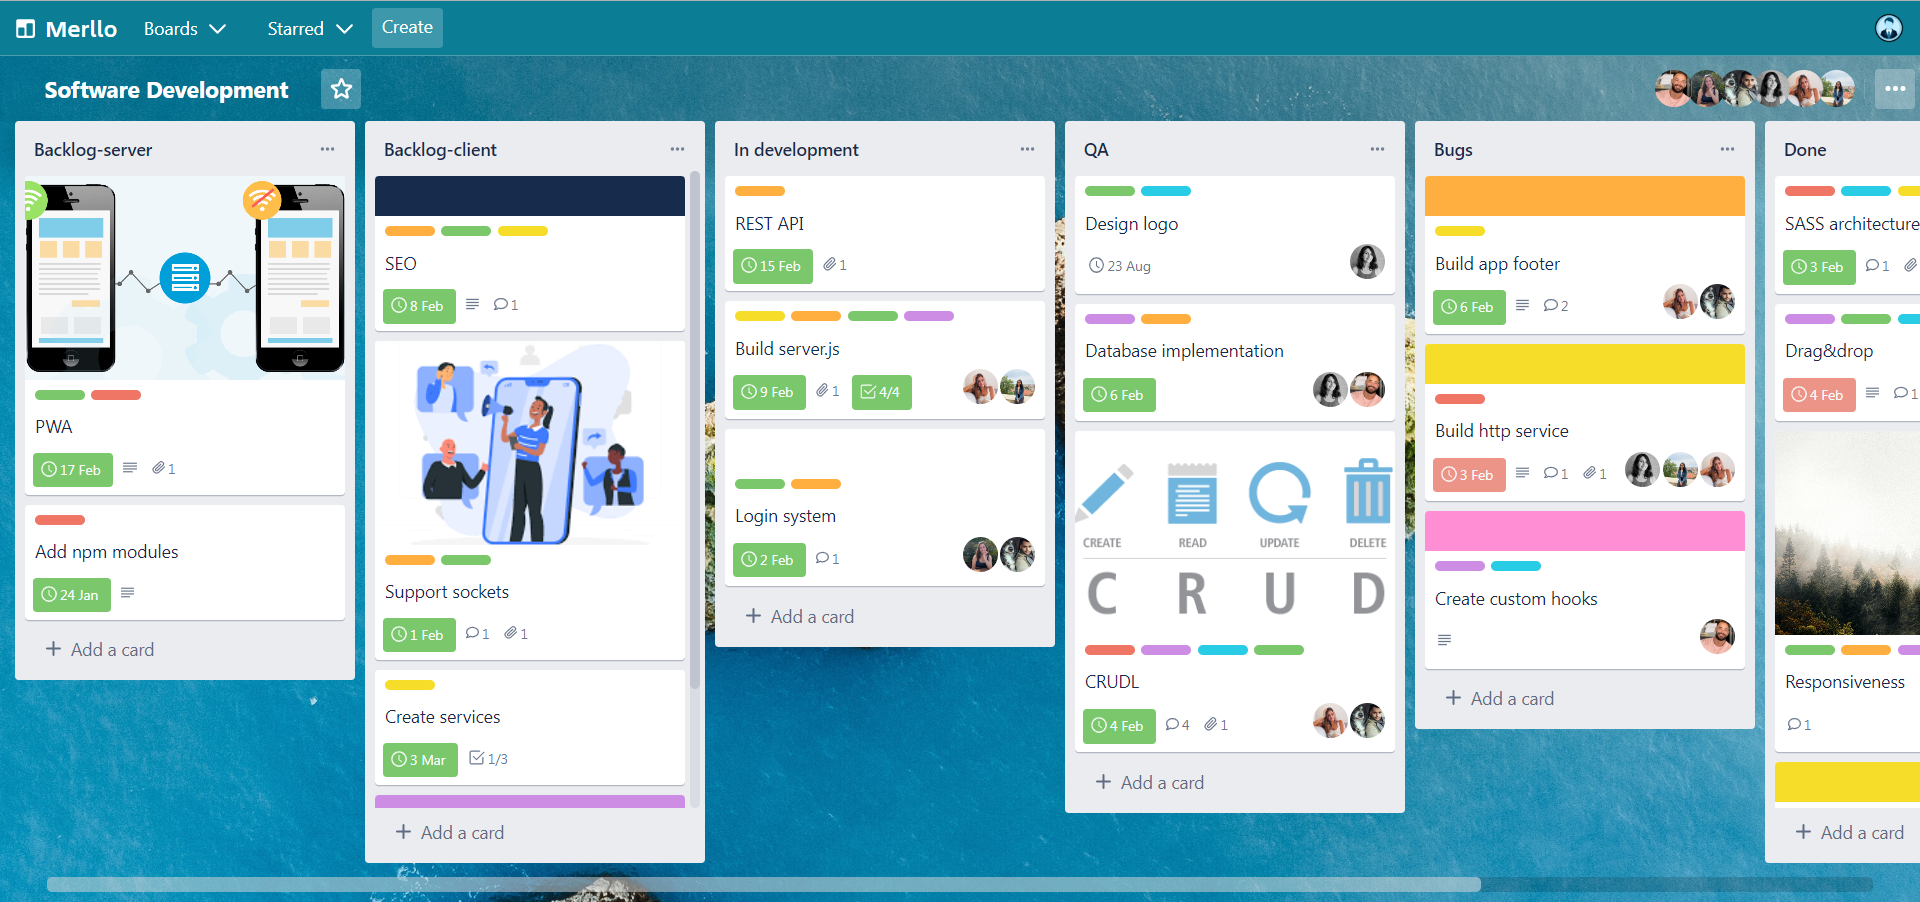 Merllo
Boards
Starred
Create
Software Development
Backlog-server
PWA
17 Feb
1
Add npm modules
24 Jan
Add a card
Backlog-client
SEO
8 Feb
1
Support sockets
1 Feb
1
1
Create services
3 Mar
1/3
Add a card
In development
REST API
15 Feb
1
Build server.js
9 Feb
1
4/4
Login system
2 Feb
1
Add a card
QA
Design logo
23 Aug
Database implementation
6 Feb
CREATE READ UPDATE DELETE
C R U D
CRUDL
4 Feb
4
1
Add a card
Bugs
Build app footer
6 Feb
2
Build http service
3 Feb
1
1
Create custom hooks
Add a card
Done
SASS architecture
3 Feb
1
Drag&drop
4 Feb
1
Responsiveness
1
Add a card